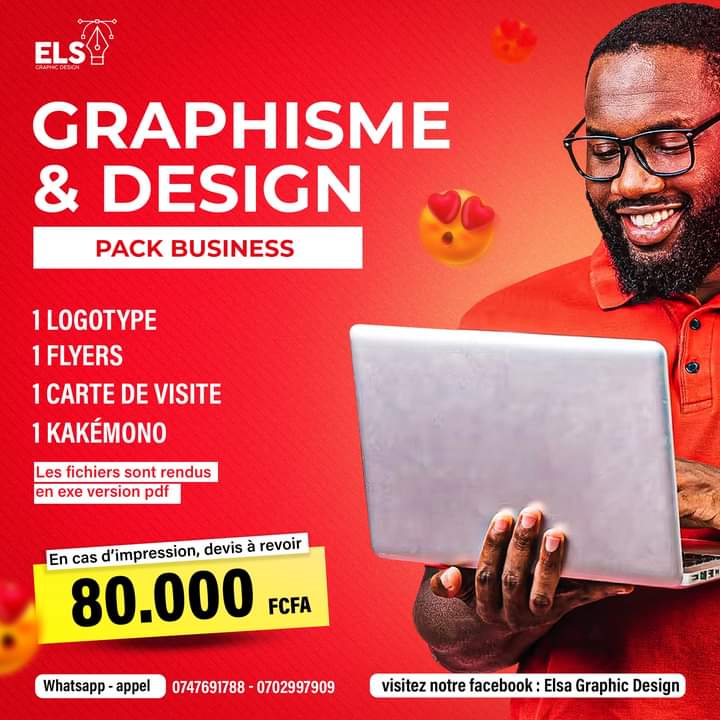 ELS
GRAPHIC DESIGN
GRAPHISME
& DESIGN
PACK BUSINESS
1 LOGOTYPE
1 FLYERS
1 CARTE DE VISITE
1 KAKÉMONO
Les fichiers sont rendus
en exe version pdf
En cas d'impression, devis à revoir
80.000 FCFA
Whatsapp - appel 0747691788 - 0702997909
visitez notre facebook : Elsa Graphic Design